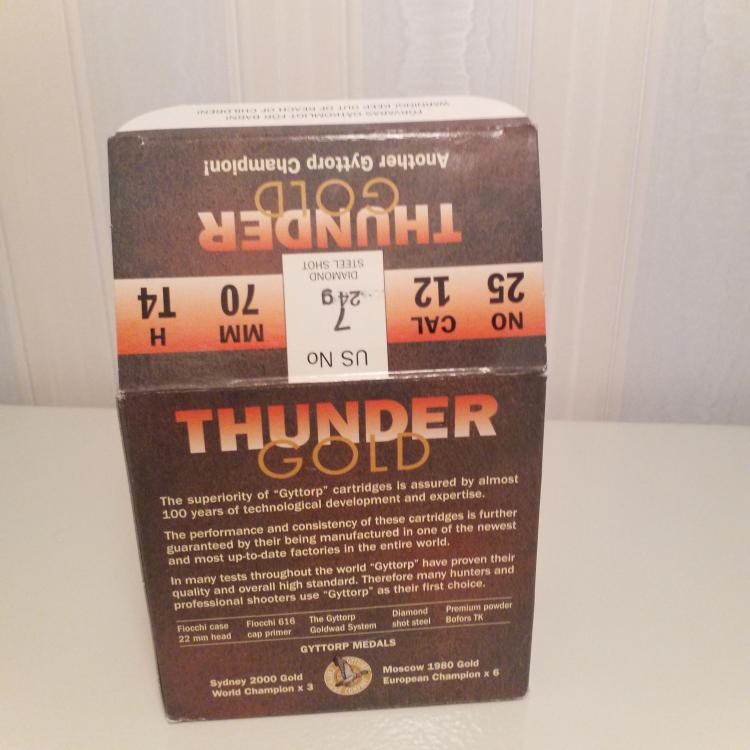 FÖRVARAS OÅTKOMLIGT FÖR BARN!
WARNING! KEEP OUT OF REACH OF CHILDREN!
Another Gyttorp Champion!
THUNDER
GOLD
NO 25
CAL 12
US No
7
24g
DIAMOND
STEEL SHOT
MM 70
H T4
THUNDER
GOLD
The superiority of "Gyttorp" cartridges is assured by almost
100 years of technological development and expertise.
The performance and consistency of these cartridges is further
guaranteed by their being manufactured in one of the newest
and most up-to-date factories in the entire world.
In many tests throughout the world "Gyttorp" have proven their
quality and overall high standard. Therefore many hunters and
professional shooters use "Gyttorp" as their first choice.
Fiocchi case
22 mm head
Fiocchi 616
cap primer
The Gyttorp
Goldwad System
Diamond
shot steel
Premium powder
Bofors TK
GYTTORP MEDALS
Sydney 2000 Gold
World Champion x 3
Moscow 1980 Gold
European Champion x 6